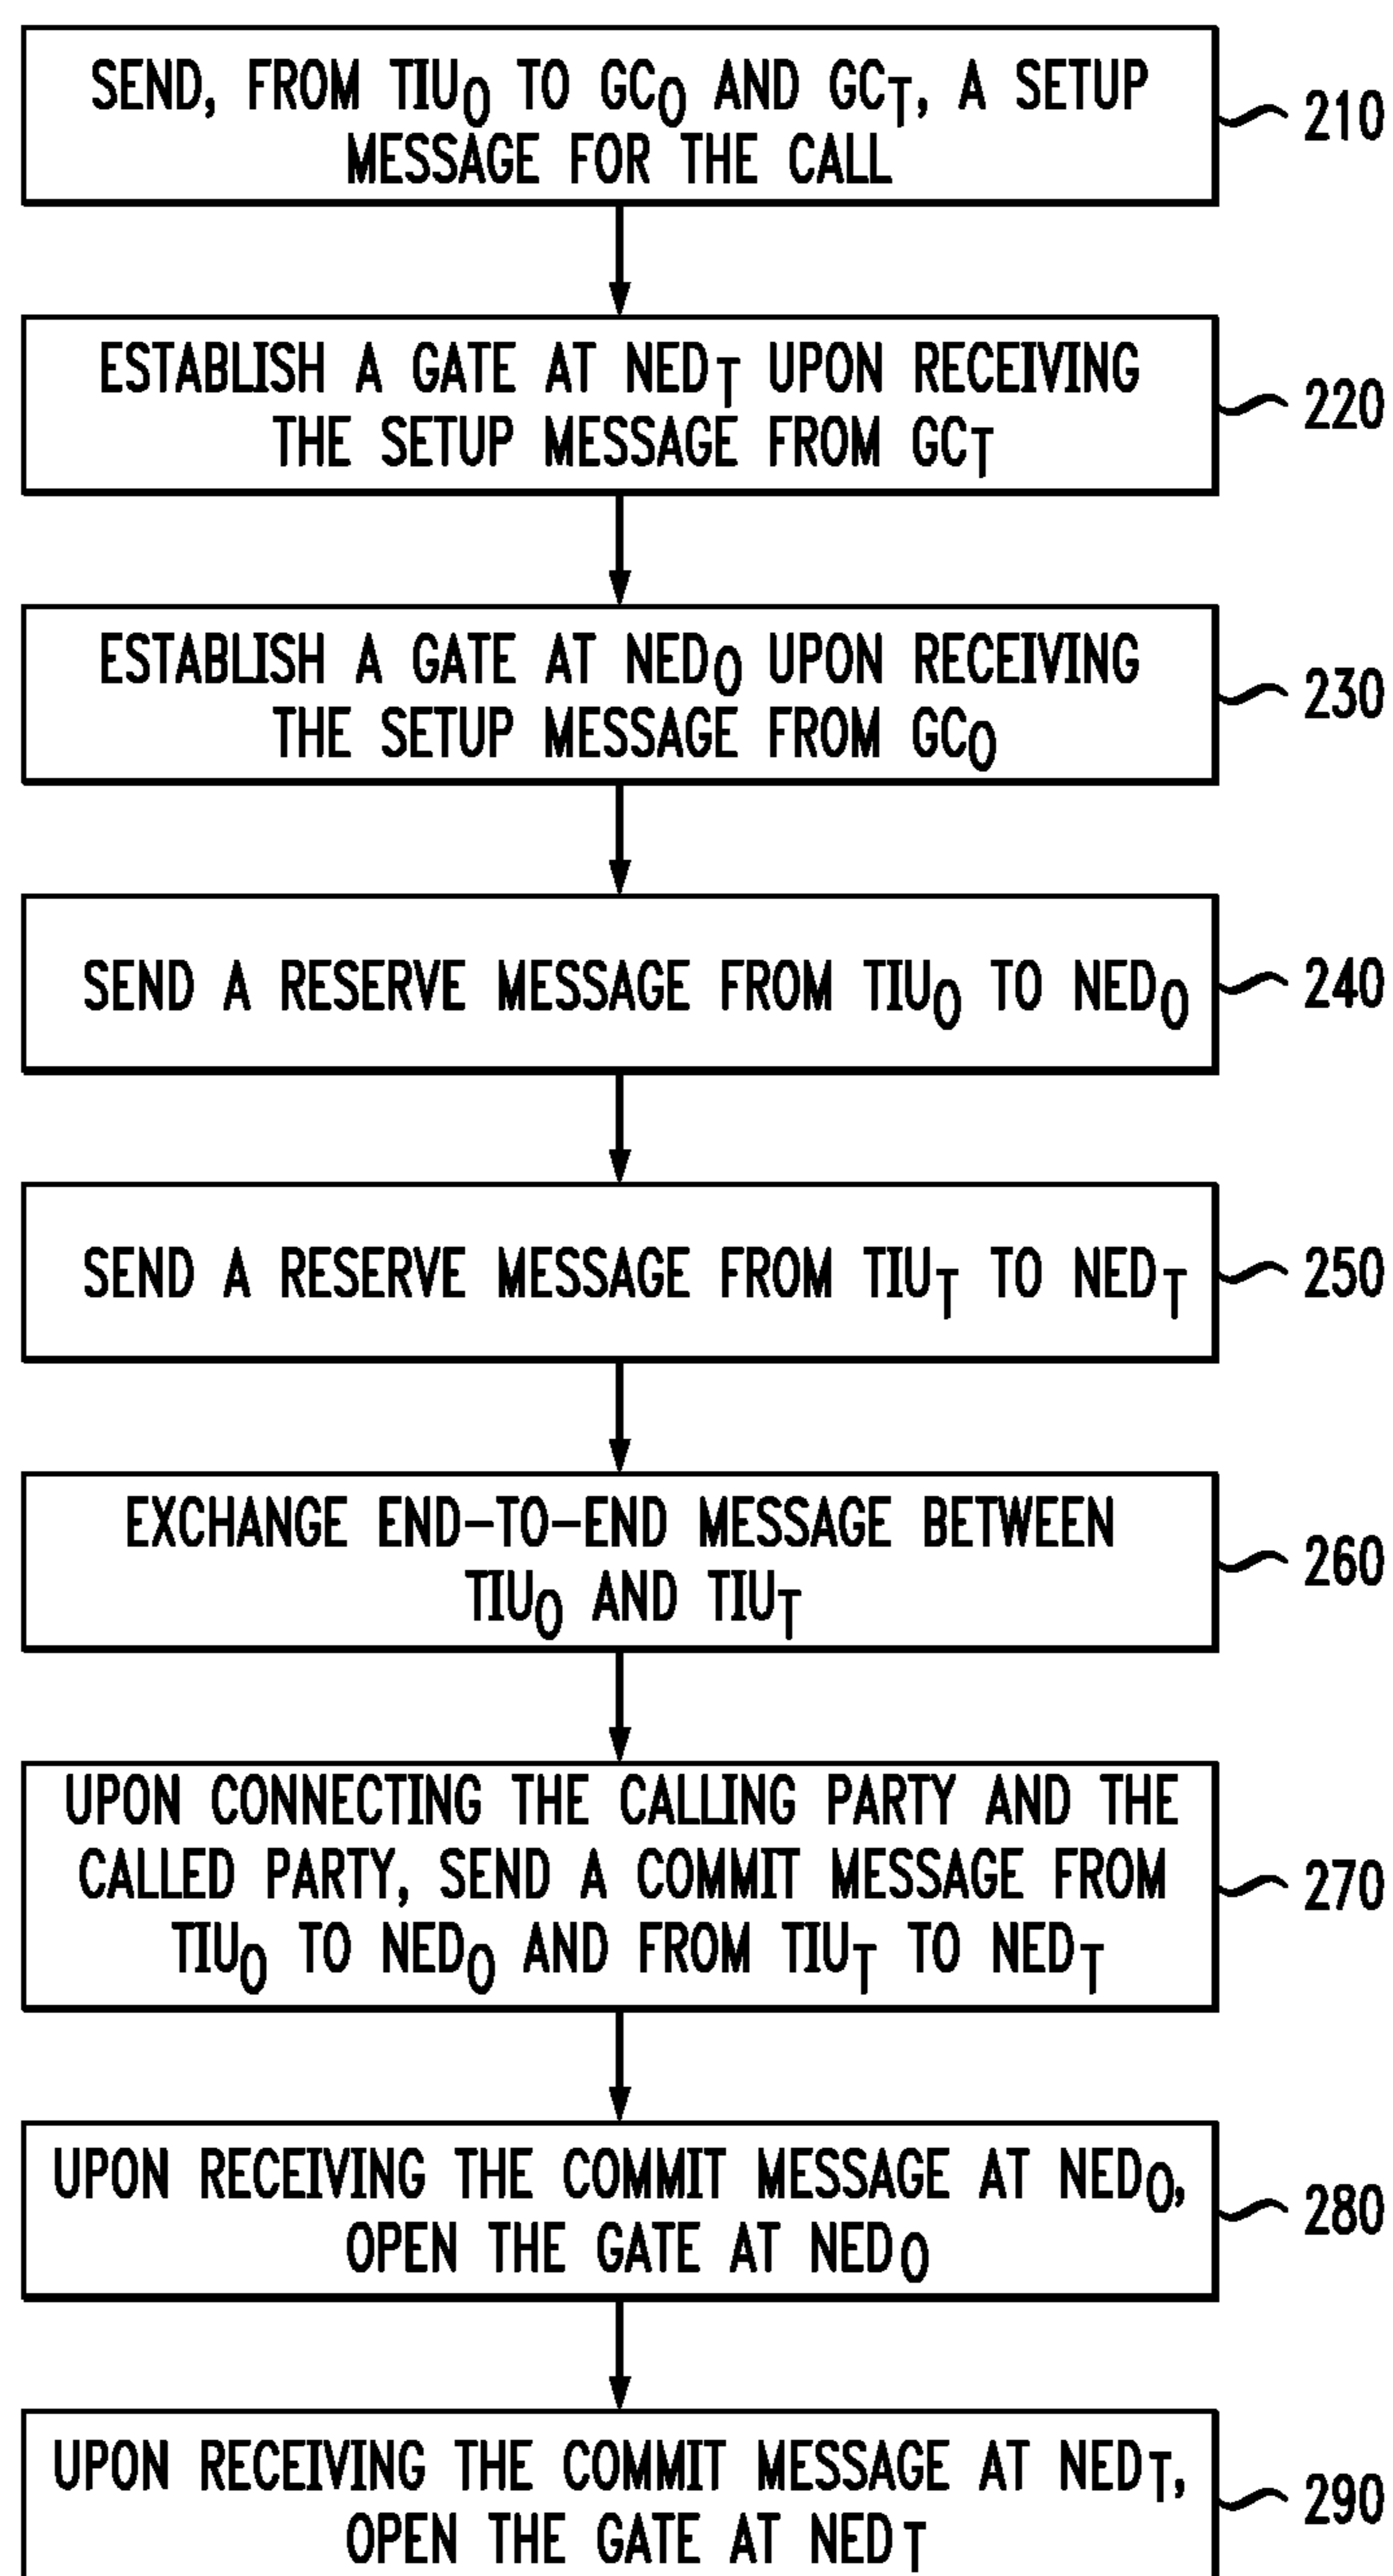 SEND, FROM TIUO TO GCO AND GCT, A SETUP
MESSAGE FOR THE CALL
210
ESTABLISH A GATE AT NEDT UPON RECEIVING
THE SETUP MESSAGE FROM GCT
220
ESTABLISH A GATE AT NEDO UPON RECEIVING
THE SETUP MESSAGE FROM GCO
230
SEND A RESERVE MESSAGE FROM TIUO TO NEDO
240
SEND A RESERVE MESSAGE FROM TIUT TO NEDT
250
EXCHANGE END-TO-END MESSAGE BETWEEN
TIUO AND TIUT
260
UPON CONNECTING THE CALLING PARTY AND THE
CALLED PARTY, SEND A COMMIT MESSAGE FROM
TIUO TO NEDO AND FROM TIUT TO NEDT
270
UPON RECEIVING THE COMMIT MESSAGE AT NEDO,
OPEN THE GATE AT NEDO
280
UPON RECEIVING THE COMMIT MESSAGE AT NEDT,
OPEN THE GATE AT NEDT
290